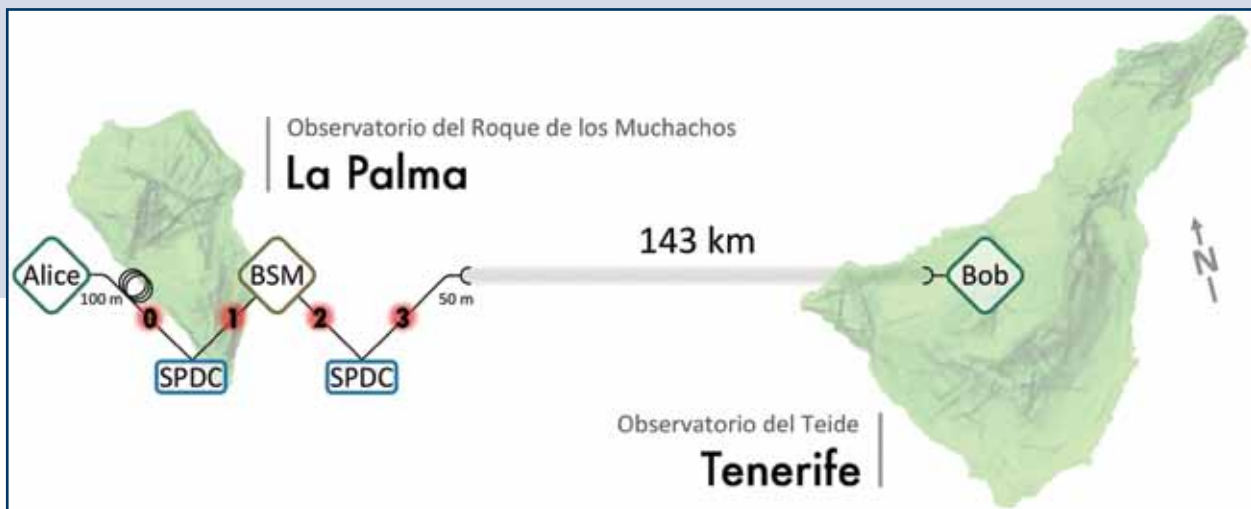 Observatorio del Roque de los Muchachos
La Palma
143 km
Alice
100 m
BSM
50 m
Bob
N
0
1
2
3
SPDC
SPDC
Observatorio del Teide
Tenerife